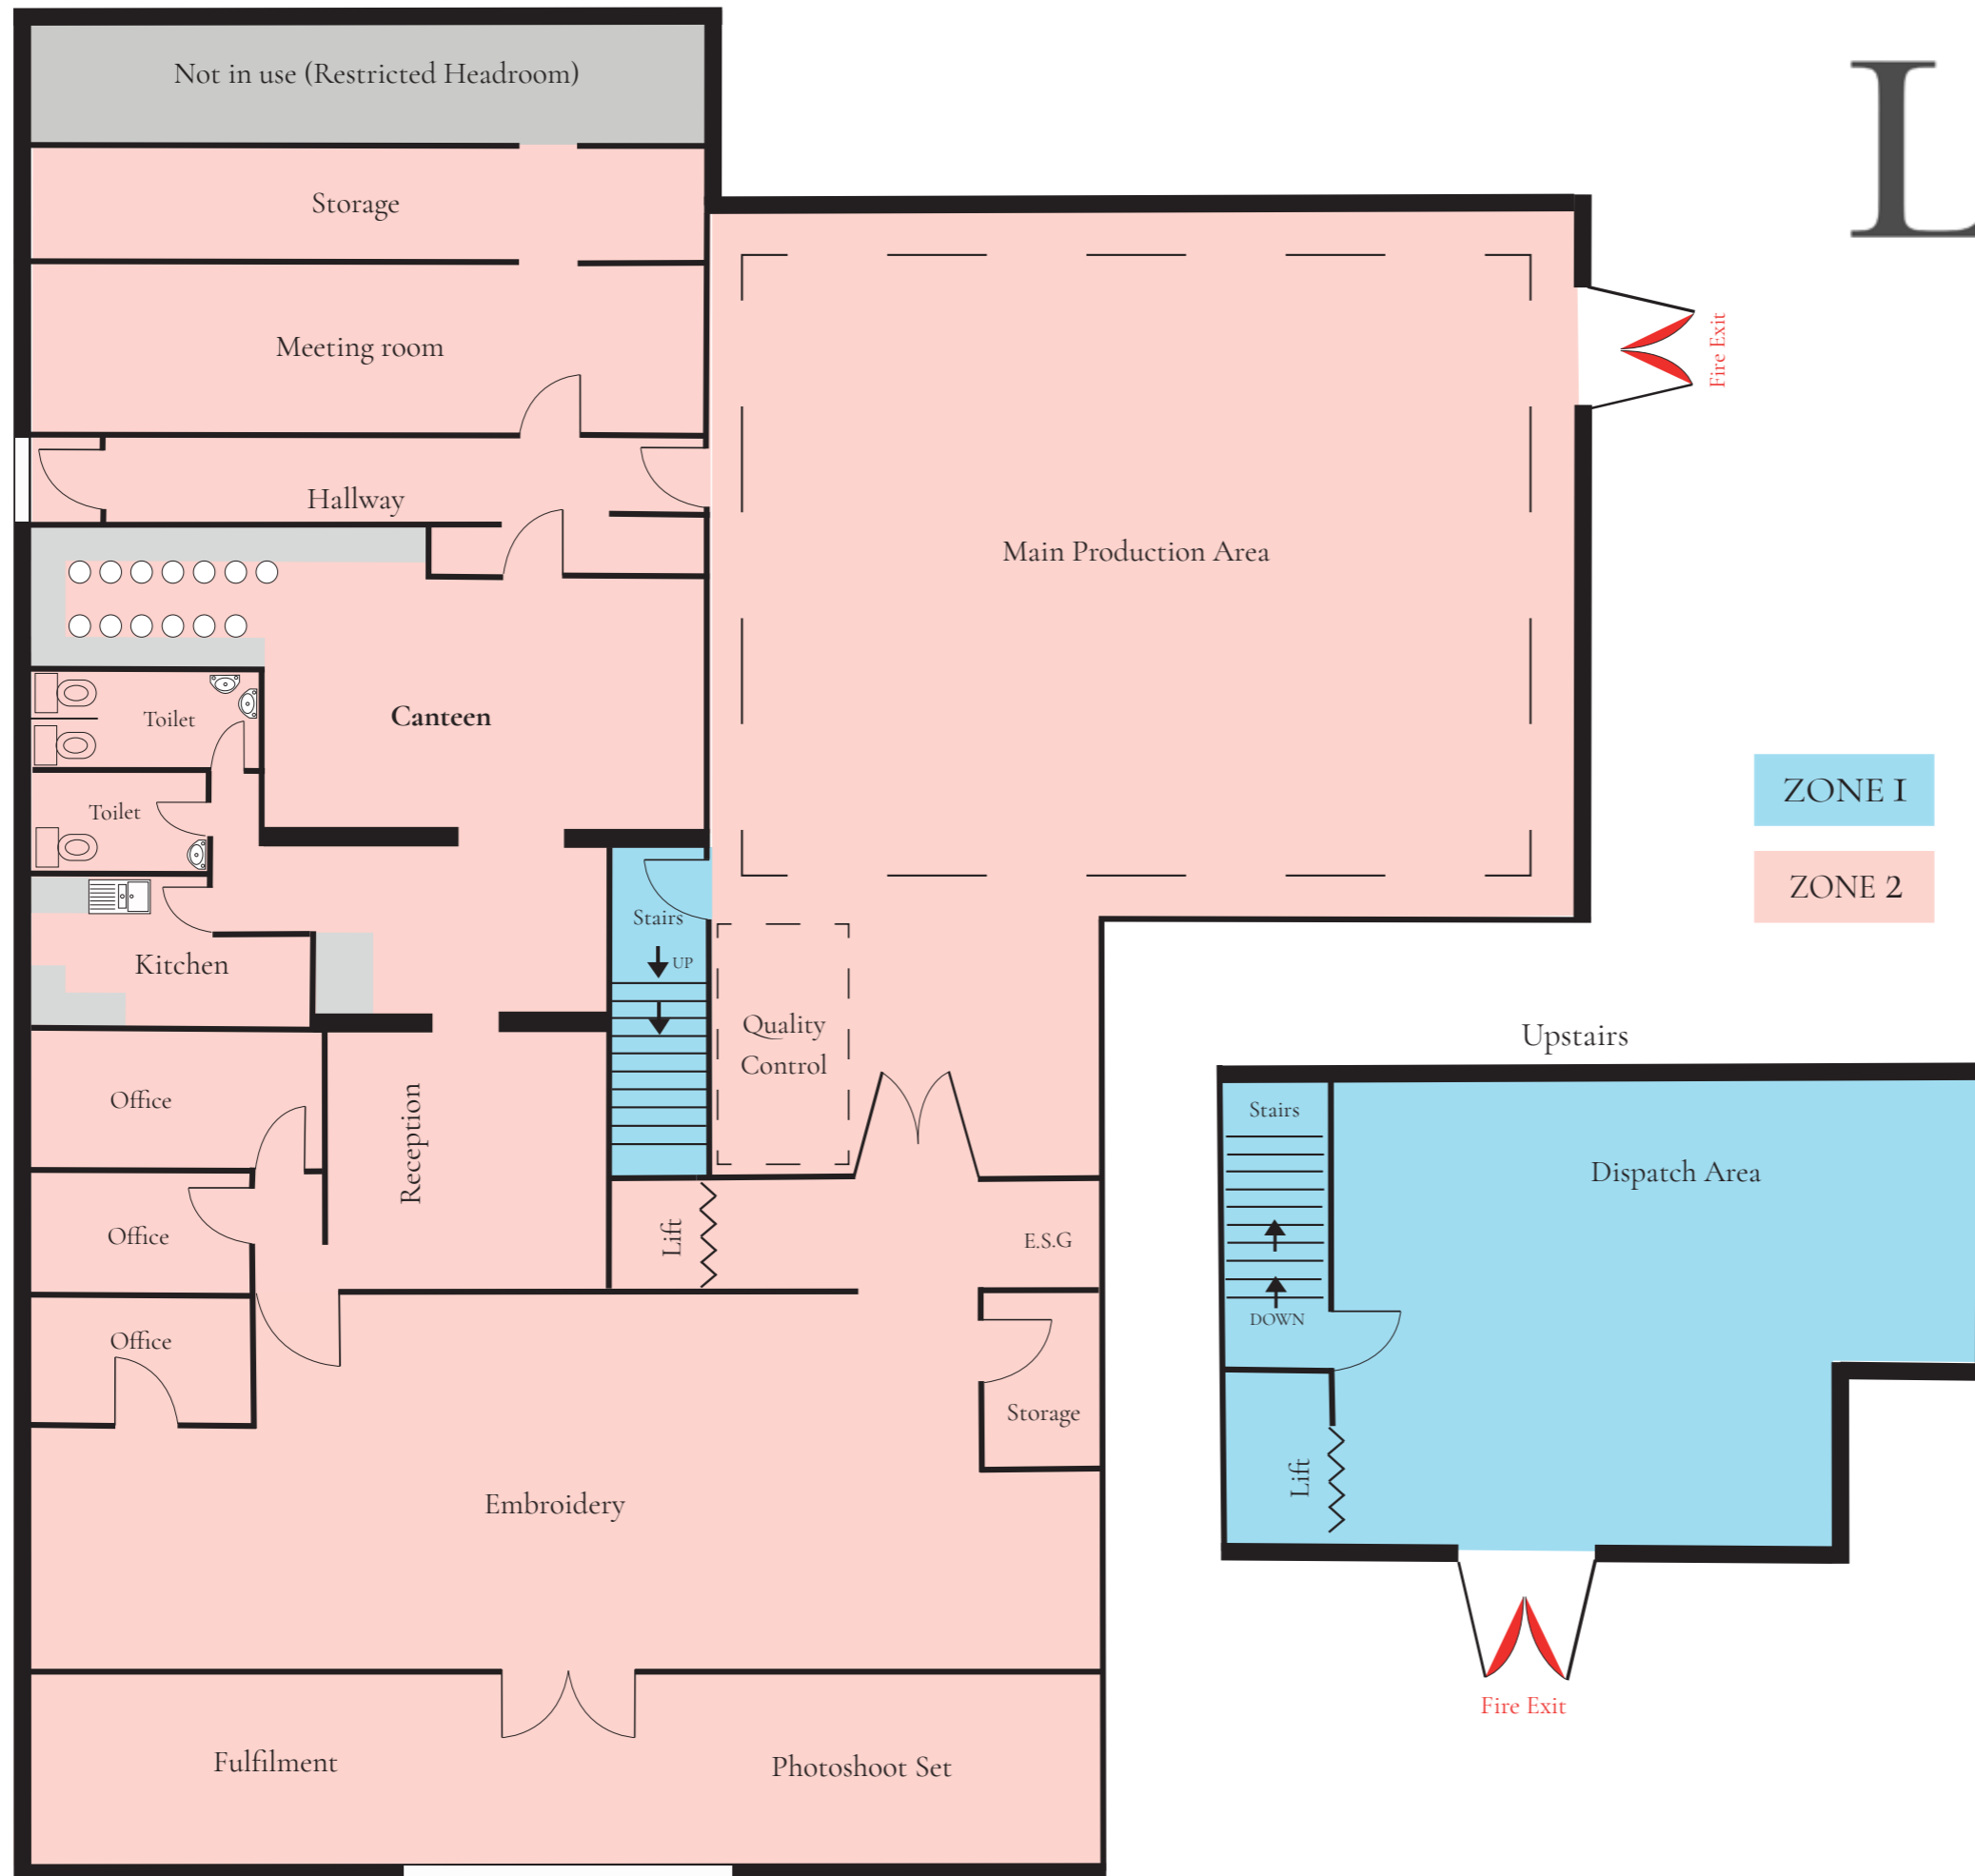 Not in use (Restricted Headroom)
L
Storage
Meeting room
Fire Exit
Hallway
Main Production Area
Canteen
Toilet
Toilet
ZONE 1
ZONE 2
Stairs
UP
Kitchen
Quality
Control
Upstairs
Office
Reception
Stairs
Dispatch Area
Office
Lift
E.S.G
Office
DOWN
Storage
Lift
Embroidery
Fire Exit
Fulfilment
Photoshoot Set